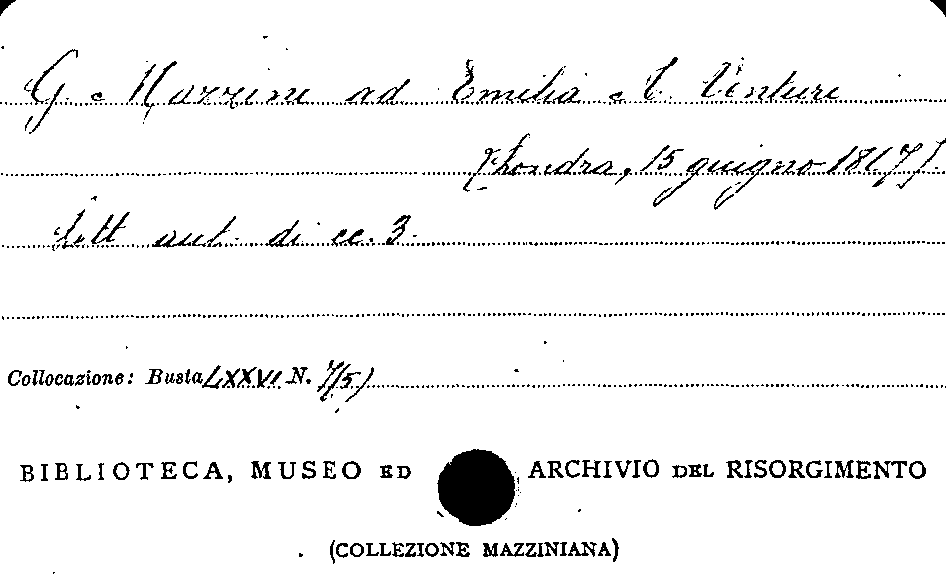 G. Mazzini ad Emilia A. Venturi
[Londra, 15 giugno 1867].
Lett. aut. di cc. 3.
Collocazione: Busta LXXVI N. 7(5)
BIBLIOTECA, MUSEO ED ARCHIVIO DEL RISORGIMENTO
(COLLEZIONE MAZZINIANA)